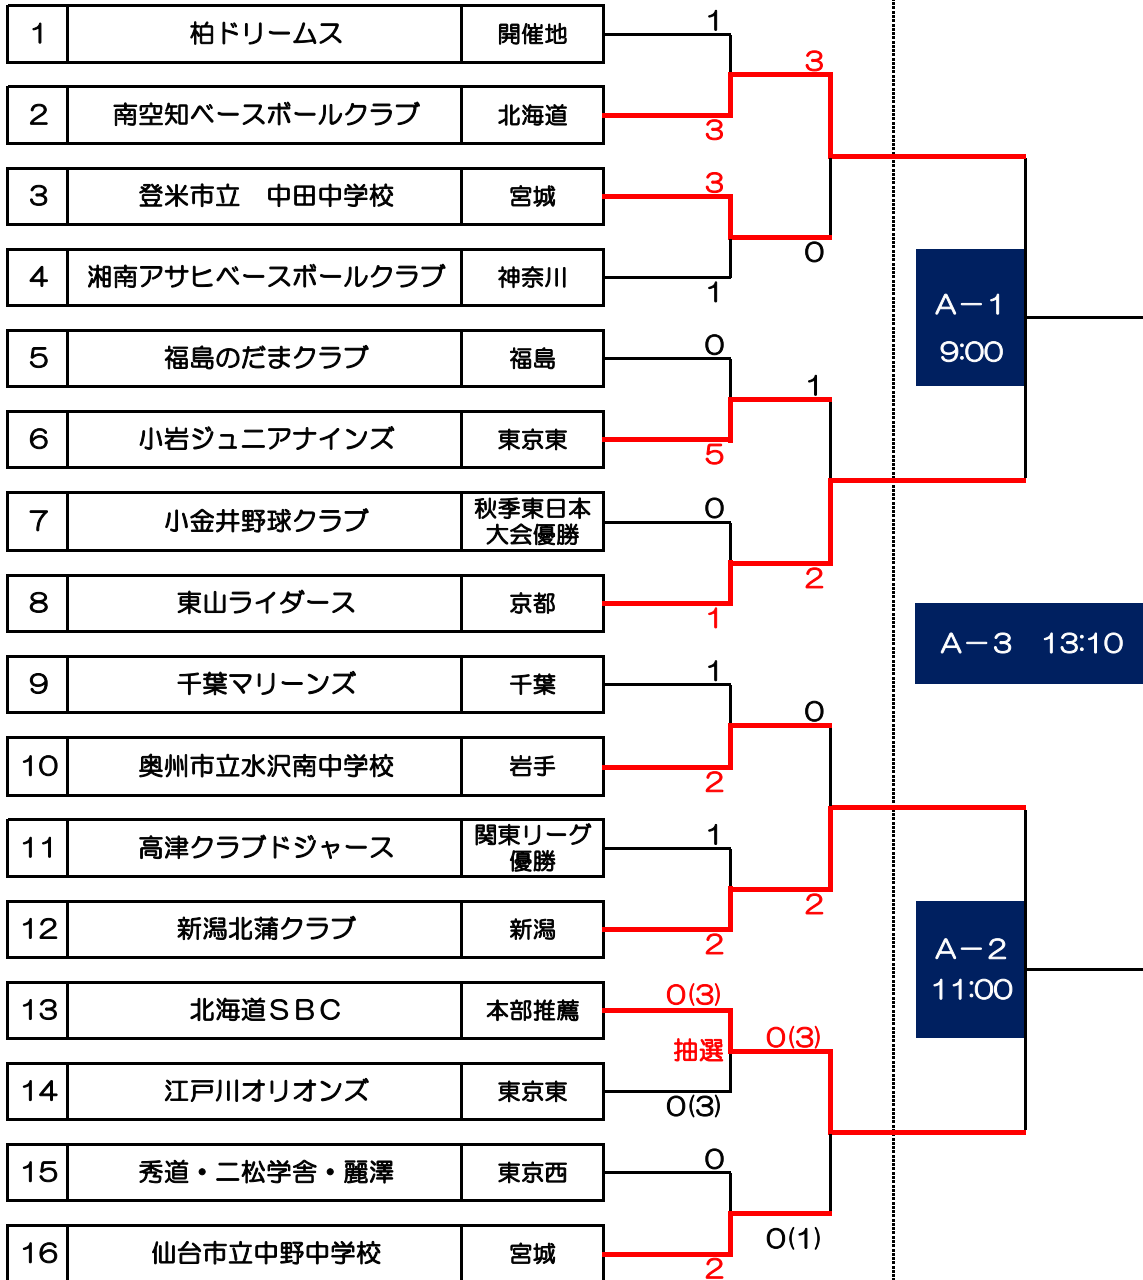 1 柏ドリームス 開催地 1
3
2 南空知ベースボールクラブ 北海道 3
3 登米市立　中田中学校 宮城 3
0
4 湘南アサヒベースボールクラブ 神奈川 1
A－1
9:00
5 福島のだまクラブ 福島 0
1
6 小岩ジュニアナインズ 東京東 5
7 小金井野球クラブ 秋季東日本
大会優勝 0
2
8 東山ライダース 京都 1
A－3　13:10
9 千葉マリーンズ 千葉 1
0
10 奥州市立水沢南中学校 岩手 2
11 高津クラブドジャース 関東リーグ
優勝 1
2
12 新潟北蒲クラブ 新潟 2
A－2
11:00
13 北海道ＳＢＣ 本部推薦 0(3)
抽選 0(3)
14 江戸川オリオンズ 東京東 0(3)
15 秀道・二松学舎・麗澤 東京西 0
0(1)
16 仙台市立中野中学校 宮城 2